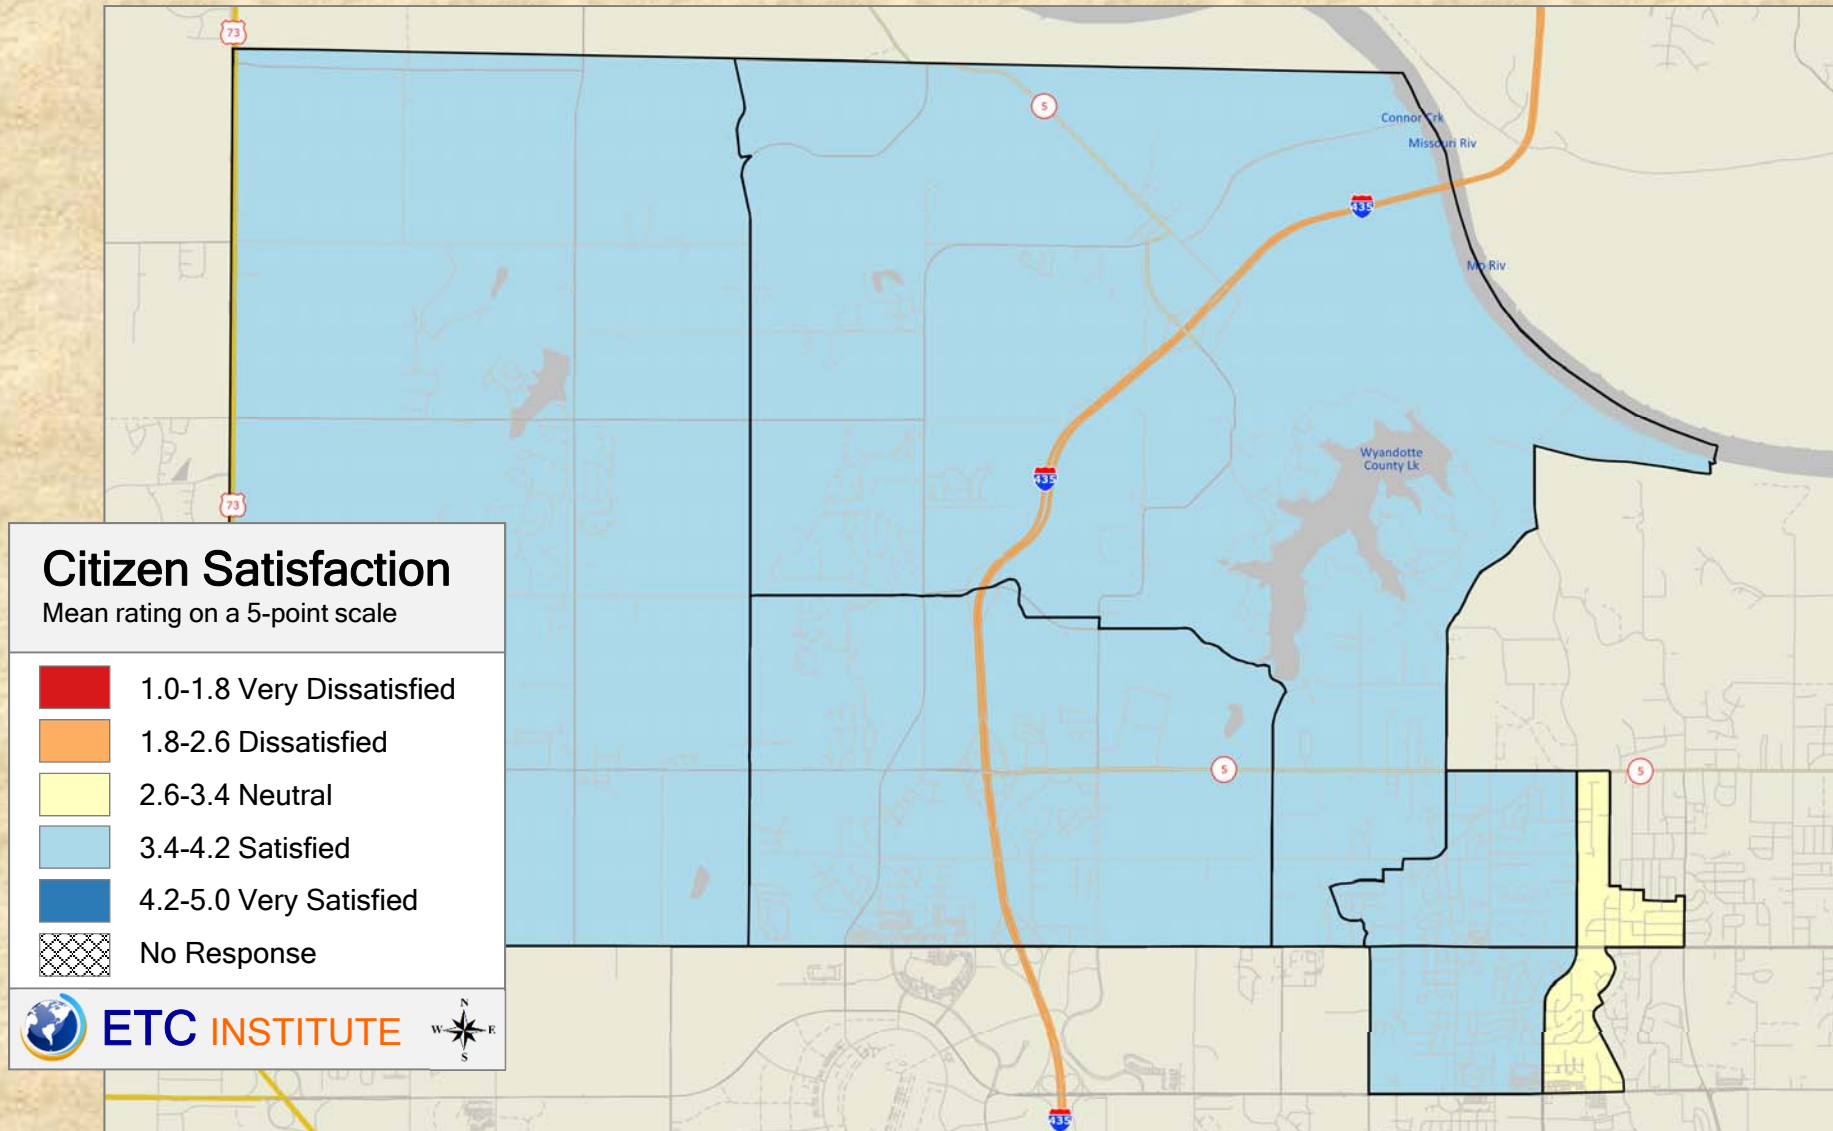 73
5
Connor Crk
Missouri Riv
435
Mo Riv
Wyandotte
County Lk
435
73
Citizen Satisfaction
Mean rating on a 5-point scale
1.0-1.8 Very Dissatisfied
1.8-2.6 Dissatisfied
2.6-3.4 Neutral
3.4-4.2 Satisfied
4.2-5.0 Very Satisfied
No Response
5
5
ETC INSTITUTE
N
W E
S
435